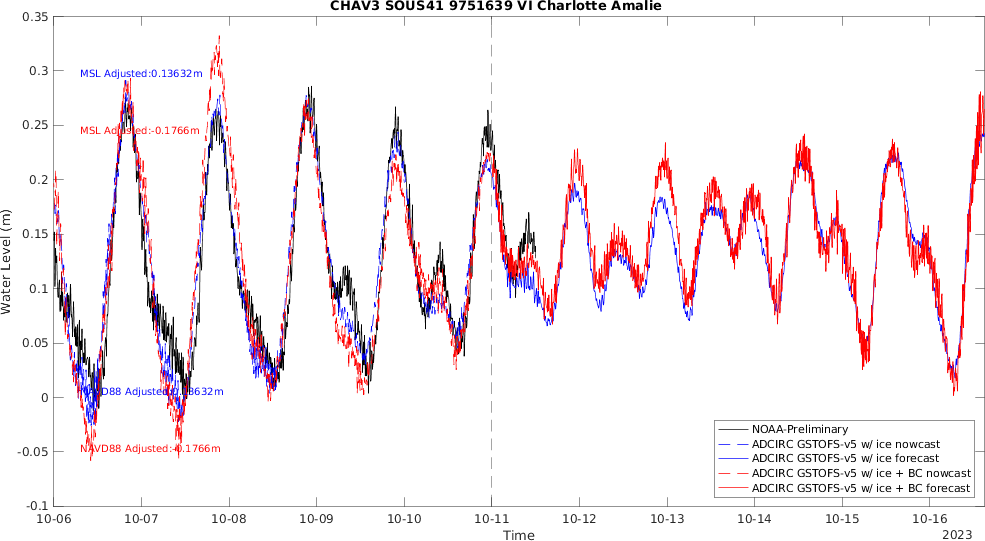 CHAV3 SOUS41 9751639 VI Charlotte Amalie
0.35
0.3
0.25
0.2
0.15
0.1
0.05
0
-0.05
-0.1
Water Level (m)
MSL Adjusted:0.13632m
MSL Adjusted:-0.1766m
NAVD88 Adjusted:0.13632m
NAVD88 Adjusted:-0.1766m
NOAA-Preliminary
ADCIRC GSTOFS-v5 w/ ice nowcast
ADCIRC GSTOFS-v5 w/ ice forecast
ADCIRC GSTOFS-v5 w/ ice + BC nowcast
ADCIRC GSTOFS-v5 w/ ice + BC forecast
10-06 10-07 10-08 10-09 10-10 10-11 10-12 10-13 10-14 10-15 10-16
Time
2023